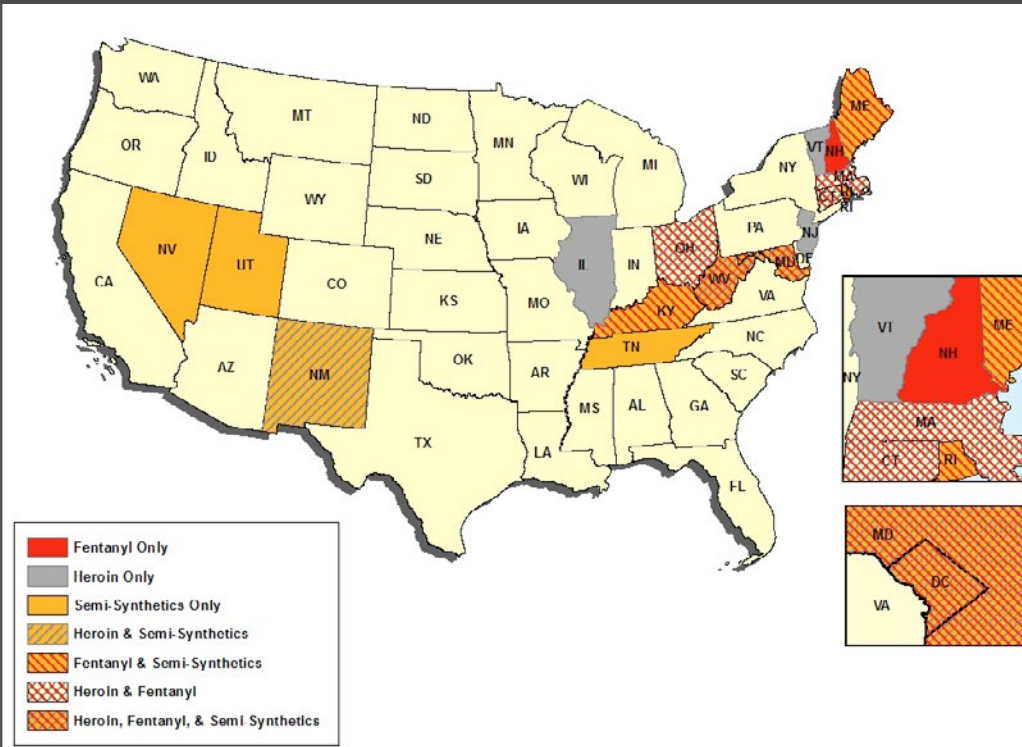 WA
MT
ND
MN
ME
OR
ID
SD
WI
MI
NY
VT
NH
MA
RI
WY
IA
PA
NJ
NE
IL
IN
OH
MD
DE
NV
UT
CO
WV
VA
CA
KS
MO
KY
AZ
NM
OK
AR
TN
NC
SC
MS
AL
GA
TX
LA
FL
VT
NH
ME
NY
MA
CT
RI
MD
DC
VA
Fentanyl Only
Heroin Only
Semi-Synthetics Only
Heroin & Semi-Synthetics
Fentanyl & Semi-Synthetics
Heroin & Fentanyl
Heroin, Fentanyl, & Semi Synthetics